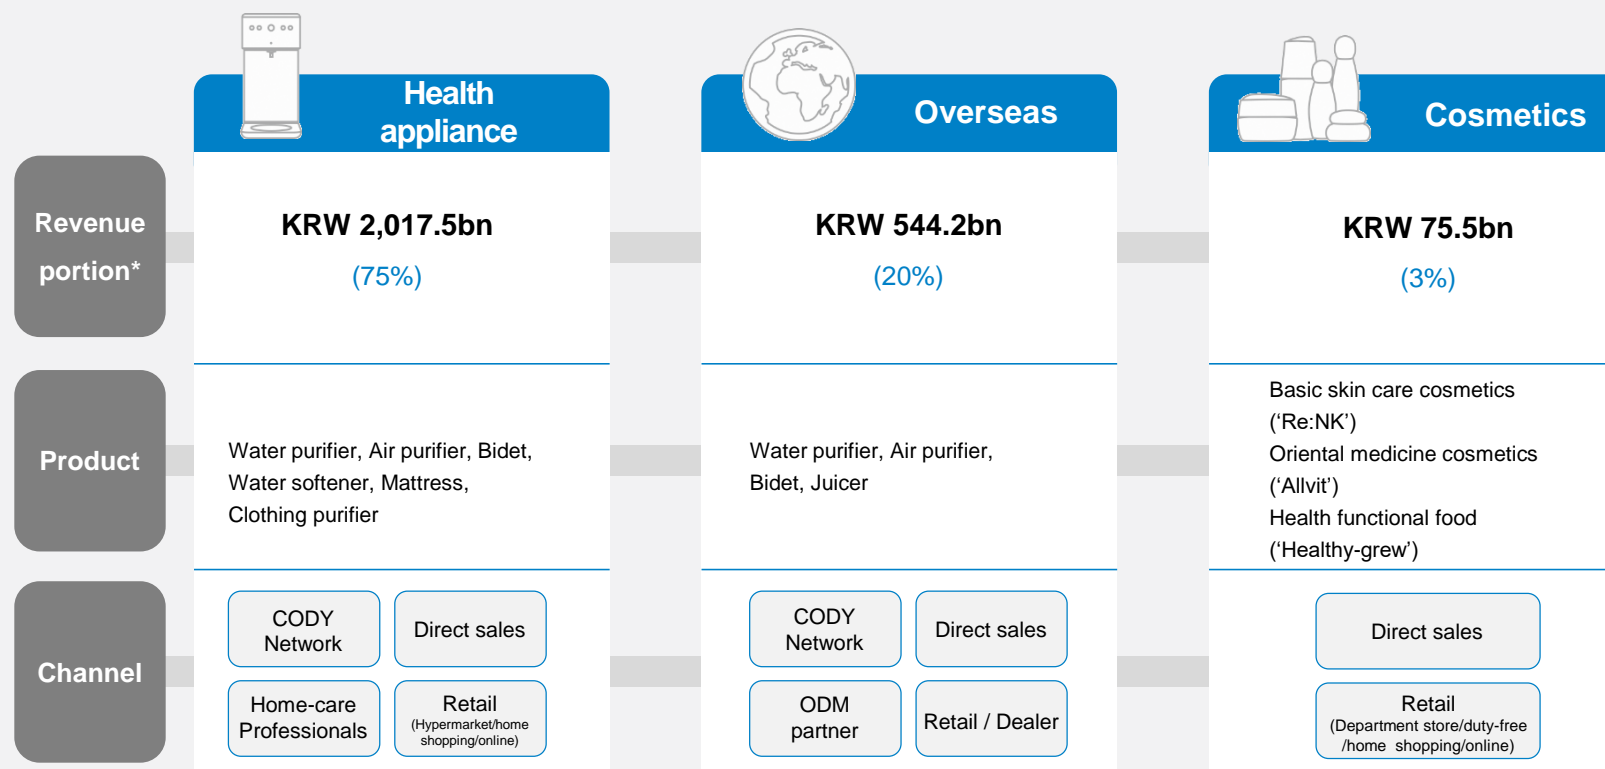 Health
appliance
Overseas
Cosmetics
Revenue
portion*
KRW 2,017.5bn
(75%)
KRW 544.2bn
(20%)
KRW 75.5bn
(3%)
Product
Water purifier, Air purifier, Bidet,
Water softener, Mattress,
Clothing purifier
Water purifier, Air purifier,
Bidet, Juicer
Basic skin care cosmetics
(‘Re:NK’)
Oriental medicine cosmetics
(‘Allvit’)
Health functional food
(‘Healthy-grew’)
Channel
CODY
Network
Direct sales
Home-care
Professionals
Retail
(Hypermarket/home
shopping/online)
CODY
Network
Direct sales
ODM
partner
Retail / Dealer
Direct sales
Retail
(Department store/duty-free
/home shopping/online)